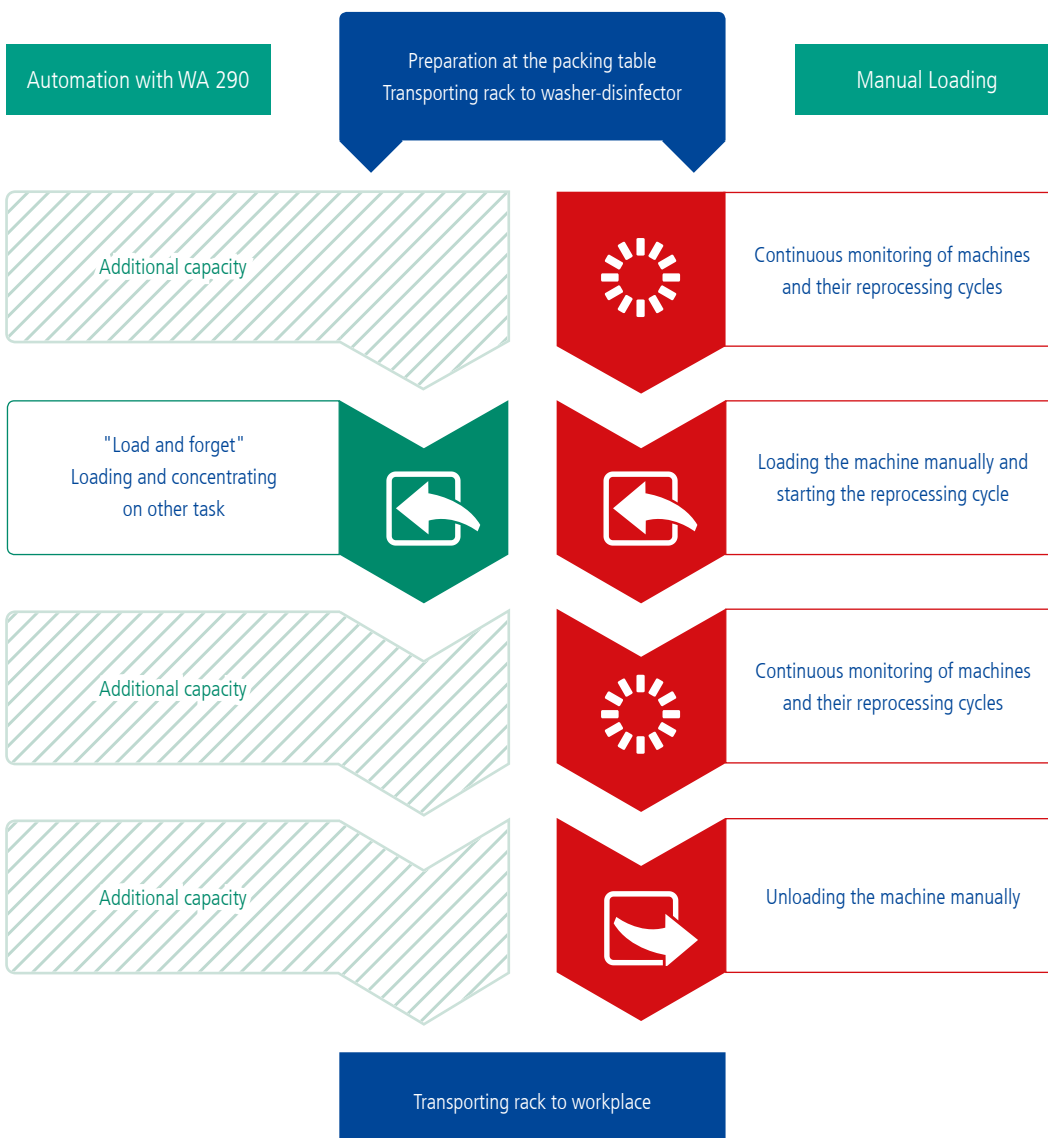 Automation with WA 290
Preparation at the packing table
Transporting rack to washer-disinfector
Manual Loading
Additional capacity
Continuous monitoring of machines
and their reprocessing cycles
"Load and forget"
Loading and concentrating
on other task
Loading the machine manually and
starting the reprocessing cycle
Additional capacity
Continuous monitoring of machines
and their reprocessing cycles
Additional capacity
Unloading the machine manually
Transporting rack to workplace